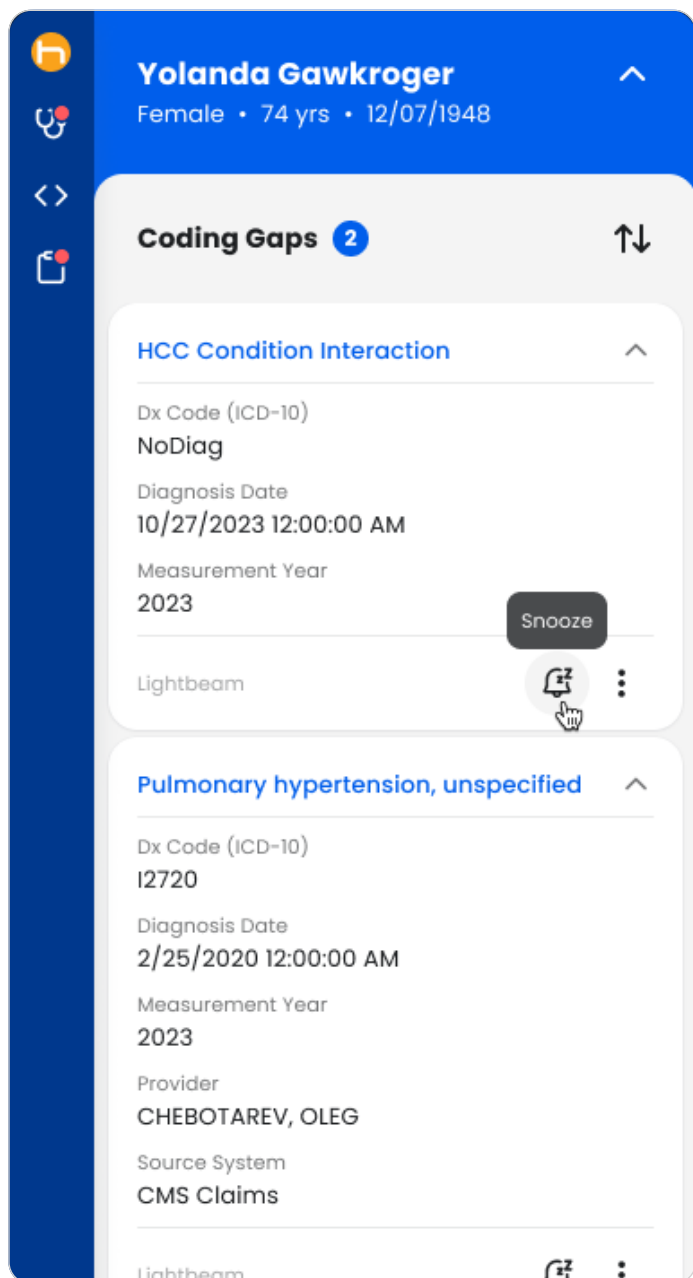 Yolanda Gawkroger
Female • 74 yrs • 12/07/1948
Coding Gaps 2
HCC Condition Interaction
Dx Code (ICD-10)
NoDiag
Diagnosis Date
10/27/2023 12:00:00 AM
Measurement Year
2023
Snooze
Lightbeam
Pulmonary hypertension, unspecified
Dx Code (ICD-10)
I2720
Diagnosis Date
2/25/2020 12:00:00 AM
Measurement Year
2023
Provider
CHEBOTAREV, OLEG
Source System
CMS Claims
Lightbeam